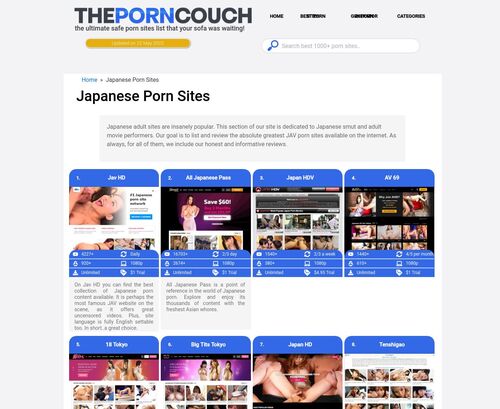 THEPORNCOUCH
the ultimate safe porn sites list that your sofa was waiting!
HOME
CATEGORIES
Updated on 22 May 2022
Search best 1000+ porn sites..
Home » Japanese Porn Sites
Japanese Porn Sites
Japanese adult sites are insanely popular. This section of our site is dedicated to Japanese smut and adult
movie performers. Our goal is to list and review the absolute greatest JAV porn sites available on the internet. As
always, for all of them, we include our honest and informative reviews.
1. Jav HD
2. All Japanese Pass
3. Japan HDV
4. AV 69
#1 Japanese
porn site
network
Save $60!
4227+ Daily
920+ 1080p
Unlimited $1 Trial
16702+ 2/3 day
3674+ 1080p
Unlimited $1 Trial
1540+ 2/3 a week
380+ 1080p
Unlimited $4.95 Trial
1440+ 4/5 per month
610+ 1080p
Unlimited $1 Trial
On Jav HD you can find the best
collection of Japanese porn
content available. It is perhaps the
most famous JAV website on the
scene, as it offers great
uncensored videos. Plus, site
language is fully English settable
too. In short, a great choice.
All Japanese Pass is a point of
reference in the world of Japanese
porn. Explore and enjoy its
thousands of content with the
freshest Asian whores.
5. 18 Tokyo
6. Big Tits Tokyo
7. Japan HD
8. Tenshigao